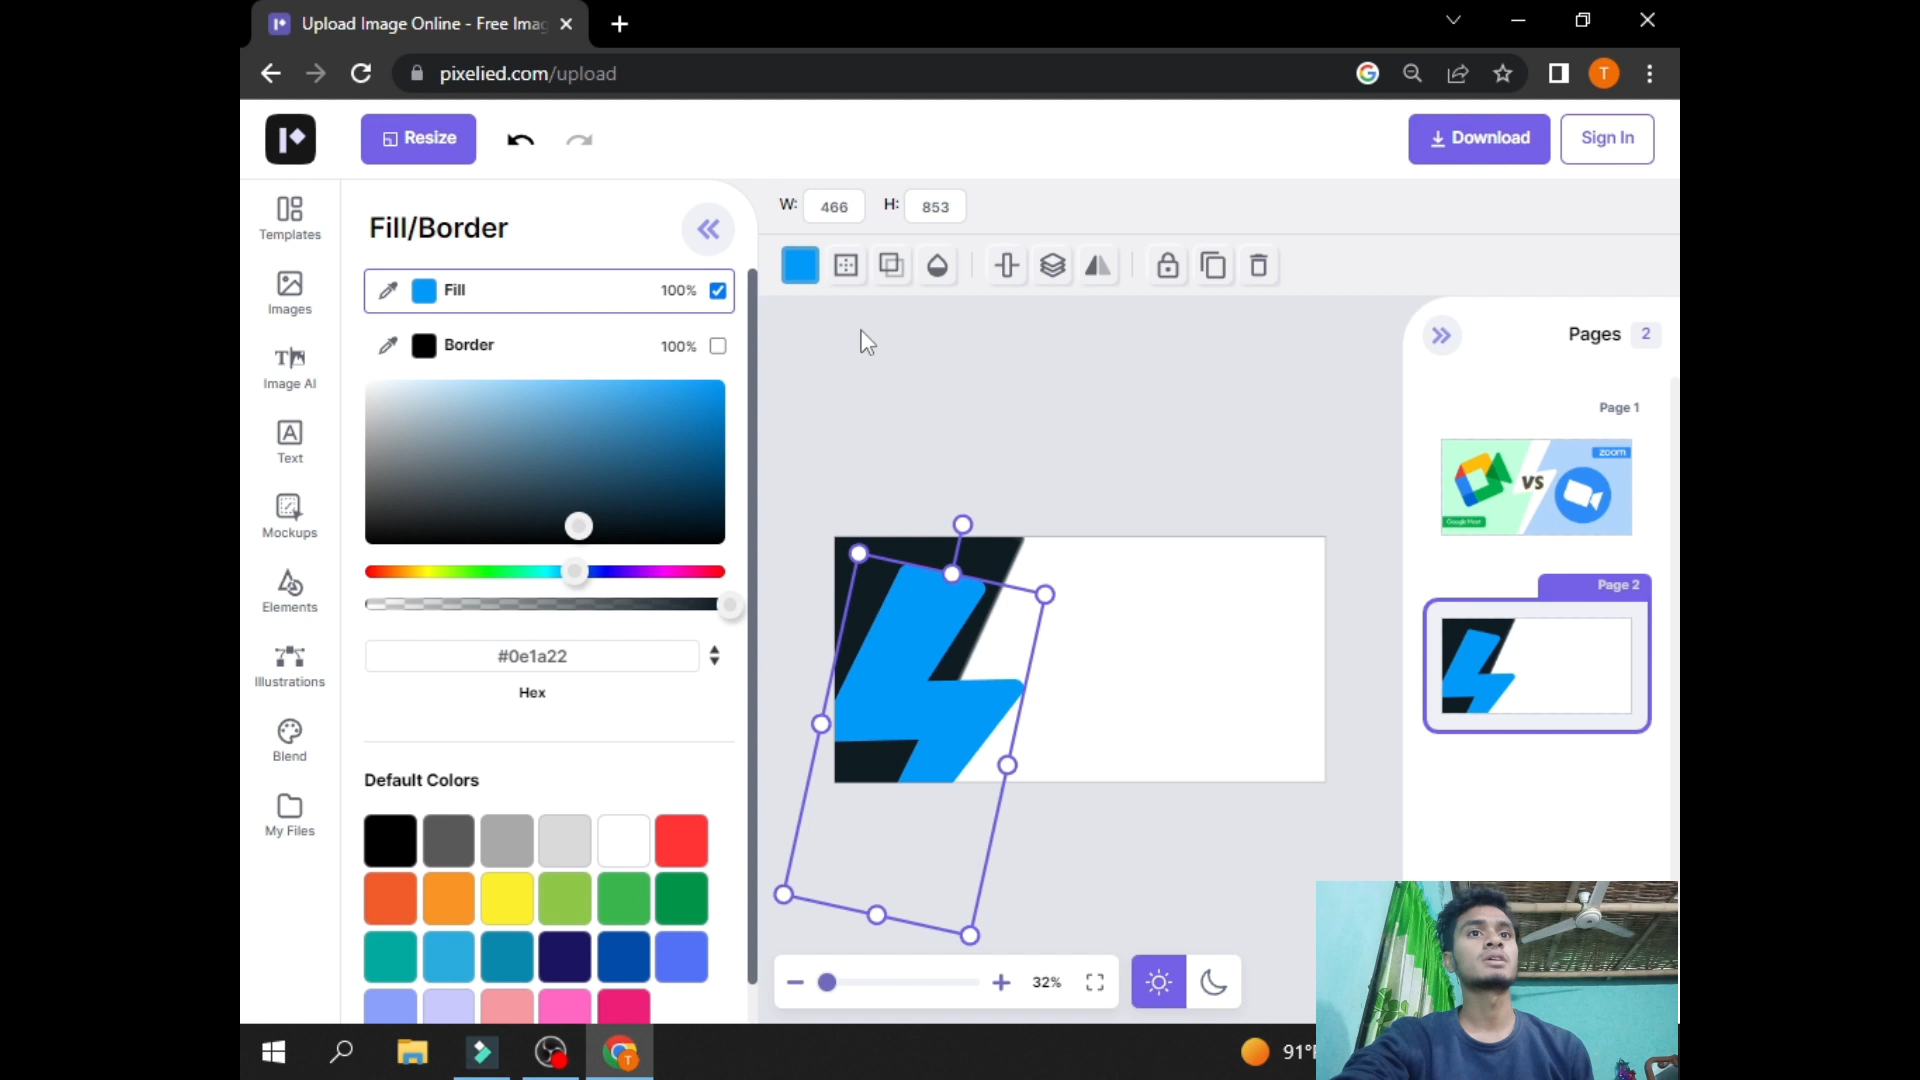 Upload Image Online - Free Imag
pixelied.com/upload
T
Resize
Download
Sign In
Templates
Images
Image AI
Text
Mockups
Elements
Illustrations
Blend
My Files
Fill/Border
Fill
100%
Border
100%
#0e1a22
Hex
Default Colors
W: 466 H: 853
Pages 2
Page 1
zoom
VS
Google Meet
Page 2
32%
T
91°F